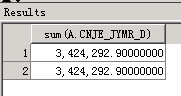 Results
sum(A.CNJE_JYMR_D)
1 3,424,292.90000000
2 3,424,292.90000000